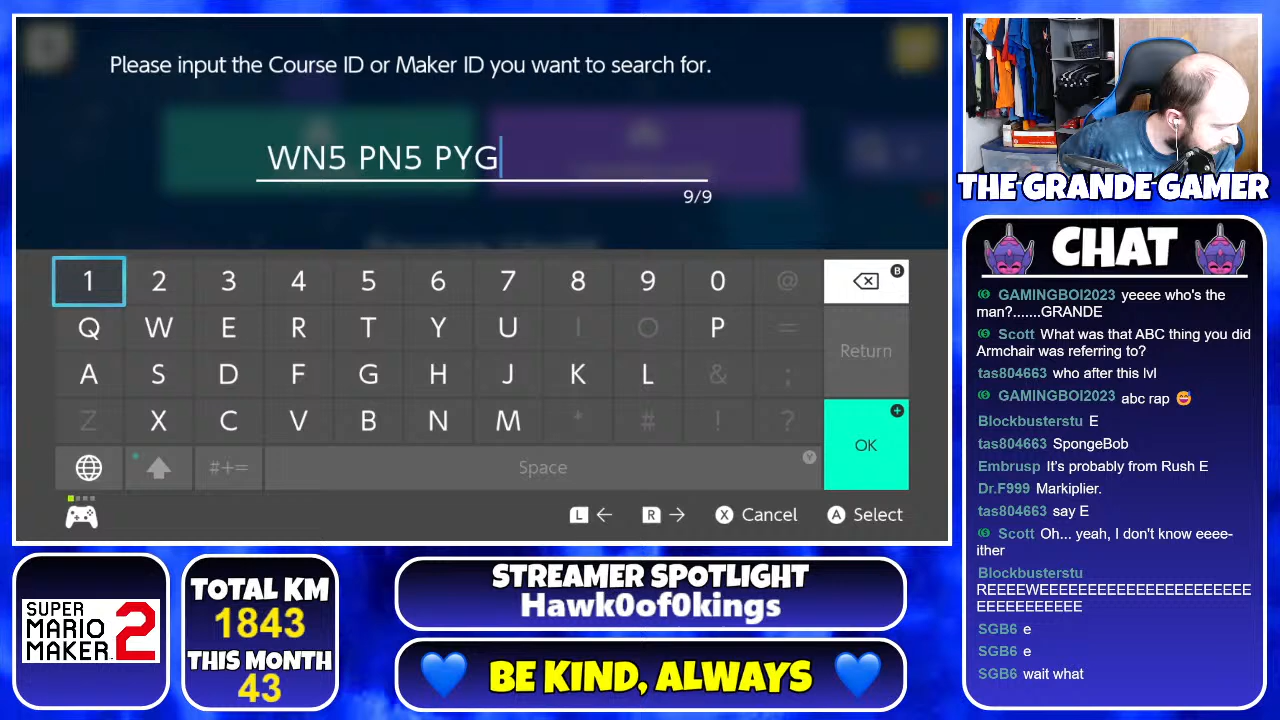 Please input the Course ID or Maker ID you want to search for.
WN5 PN5 PYG
9/9
1 2 3 4 5 6 7 8 9 0 @
B
Q W E R T Y U I O P =
Return
A S D F G H J K L & ;
+
OK
Z X C V B N M * # ! ?
#+=
Space
Y
L ← R → X Cancel A Select
THE GRANDE GAMER
CHAT
GAMINGBOI2023 yeeee who's the
man?.......GRANDE
Scott What was that ABC thing you did
Armchair was referring to?
tas804663 who after this lvl
GAMINGBOI2023 abc rap 😅
Blockbusterstu E
tas804663 SpongeBob
Embrusp It's probably from Rush E
Dr.F999 Markiplier.
tas804663 say E
Scott Oh... yeah, I don't know eeee-
ither
Blockbusterstu
REEEEWEEEEEEEEEEEEEEEEEEEEE
EEEEEEEEEEE
SGB6 e
SGB6 e
SGB6 wait what
SUPER
MARIO
MAKER 2
TOTAL KM
1843
THIS MONTH
43
STREAMER SPOTLIGHT
Hawk0of0kings
💙 BE KIND, ALWAYS 💙